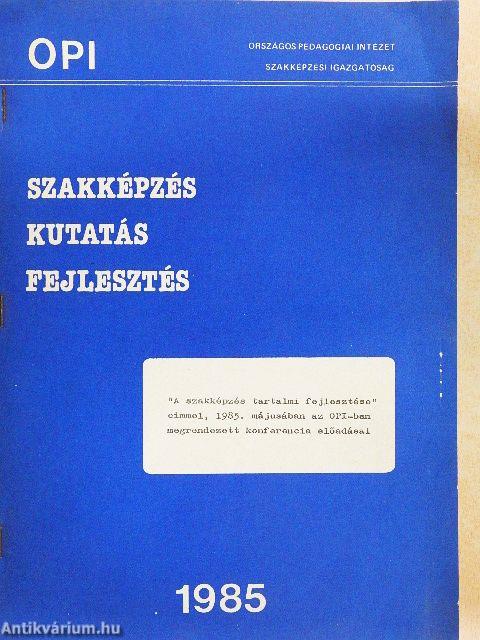 OPI
ORSZÁGOS PEDAGÓGIAI INTÉZET
SZAKKÉPZÉSI IGAZGATÓSÁG
SZAKKÉPZÉS
KUTATÁS
FEJLESZTÉS
"A szakképzés tartalmi fejlesztése"
címmel, 1985. májusában az OPI-ban
megrendezett konferencia előadásai
1985
Antikvárium.hu